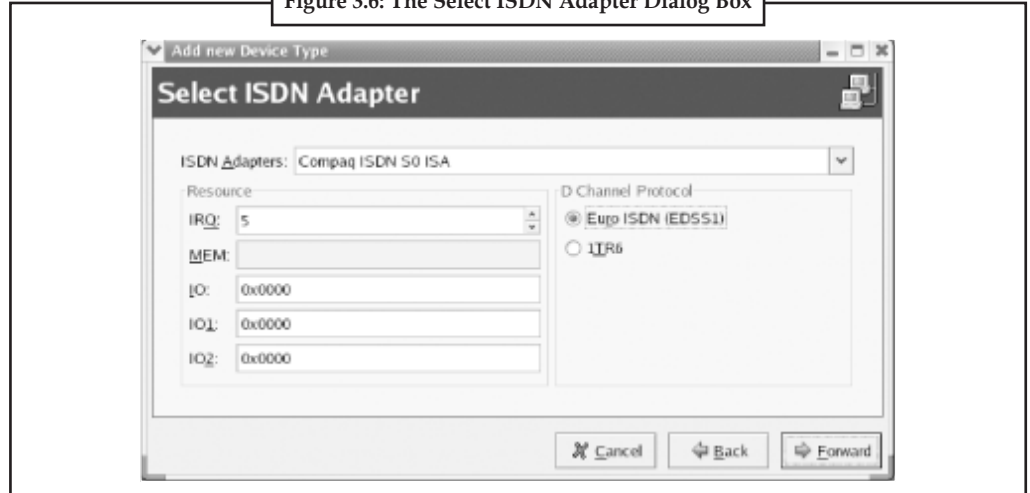 Figure 3.6: The Select ISDN Adapter Dialog Box
Add new Device Type
Select ISDN Adapter
ISDN Adapters: Compaq ISDN S0 ISA
Resource
IRQ: 5
MEM:
IO: 0x0000
IO1: 0x0000
IO2: 0x0000
D Channel Protocol
Euro ISDN (EDSS1)
1TR6
Cancel
Back
Forward